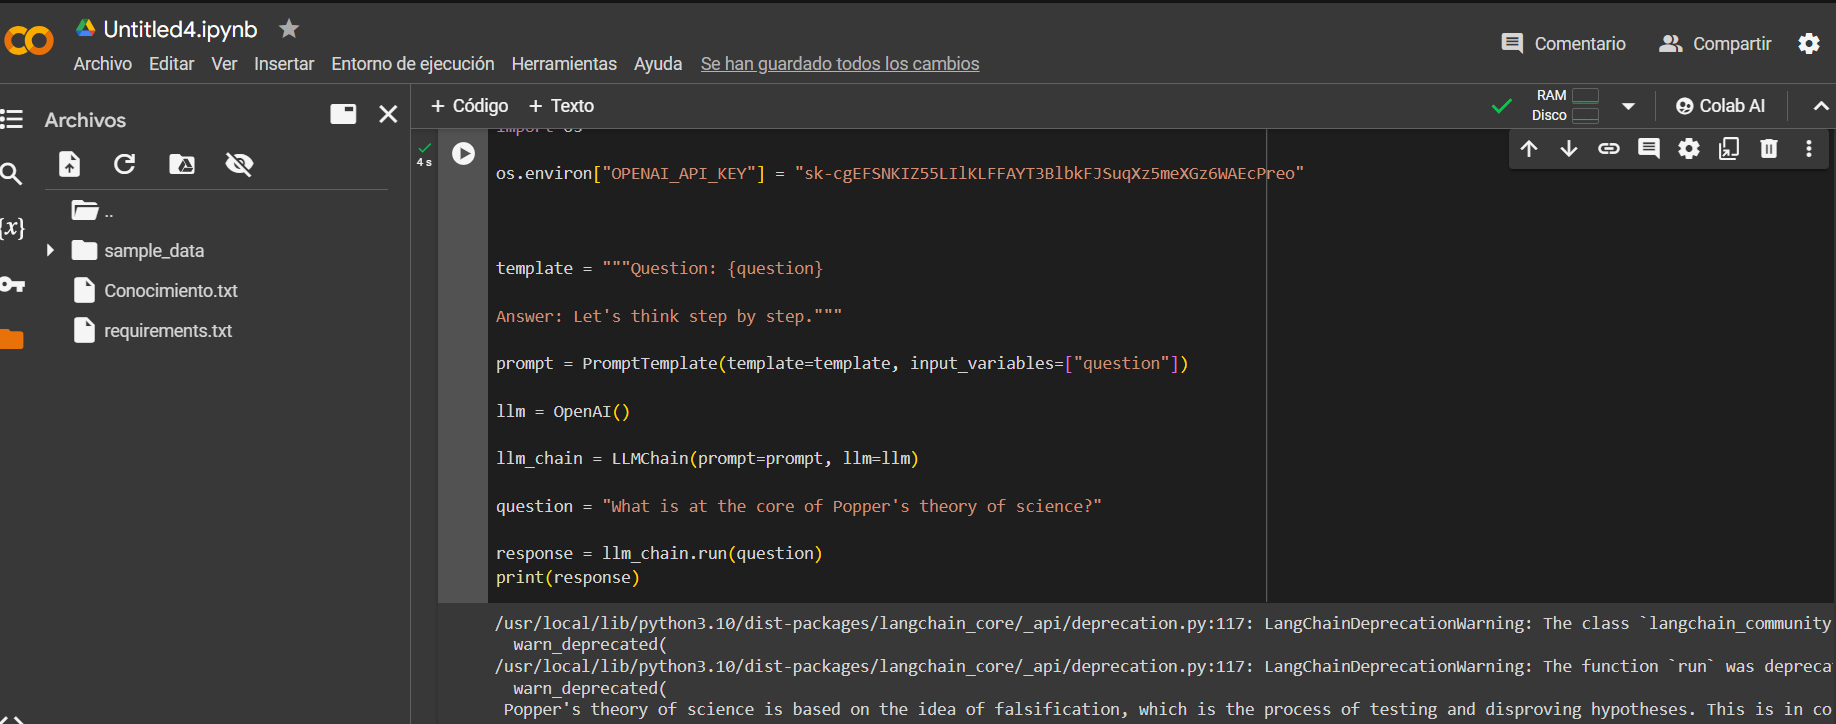 Untitled4.ipynb
Archivo Editar Ver Insertar Entorno de ejecución Herramientas Ayuda Se han guardado todos los cambios
Comentario Compartir
Archivos
+ Código + Texto
RAM
Disco
Colab AI
..
sample_data
Conocimiento.txt
requirements.txt
{x}
4 s
import os
os.environ["OPENAI_API_KEY"] = "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"
template = """Question: {question}
Answer: Let's think step by step."""
prompt = PromptTemplate(template=template, input_variables=["question"])
llm = OpenAI()
llm_chain = LLMChain(prompt=prompt, llm=llm)
question = "What is at the core of Popper's theory of science?"
response = llm_chain.run(question)
print(response)
/usr/local/lib/python3.10/dist-packages/langchain_core/_api/deprecation.py:117: LangChainDeprecationWarning: The class `langchain_community
warn_deprecated(
/usr/local/lib/python3.10/dist-packages/langchain_core/_api/deprecation.py:117: LangChainDeprecationWarning: The function `run` was depreca
warn_deprecated(
Popper's theory of science is based on the idea of falsification, which is the process of testing and disproving hypotheses. This is in co